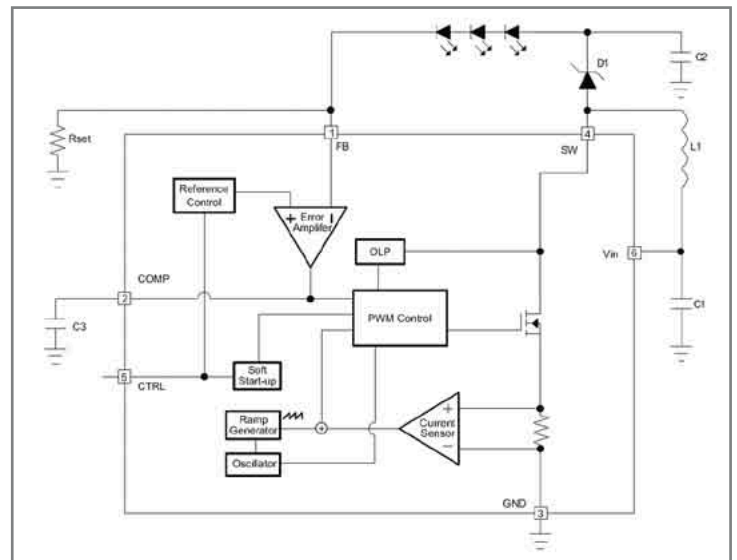 D1
C2
Rset
1
FB
4
SW
L1
Reference
Control
+
Error
Amplifer
OLP
Vin
6
COMP
2
PWM Control
C1
C3
5
CTRL
Soft
Start-up
Ramp
Generator
+
Current
Sensor
+
Oscillator
GND
3